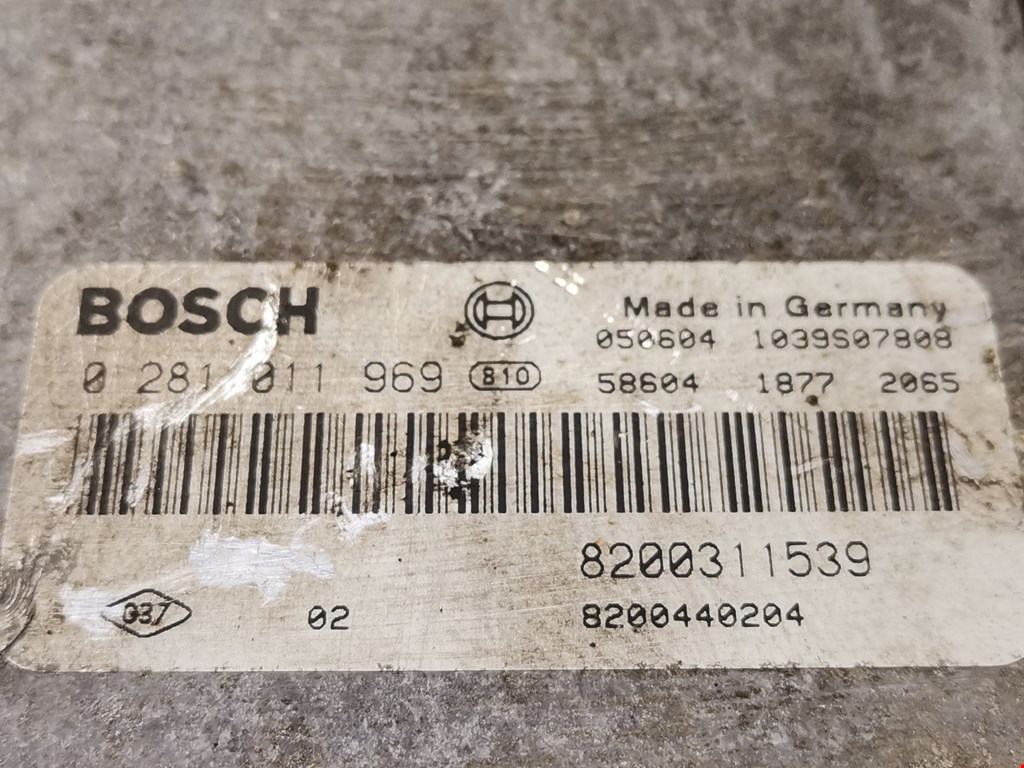 BOSCH
Made in Germany
050604 1039S07808
0 281 011 969 810
58604 1877 2065
8200311539
037 02
8200440204